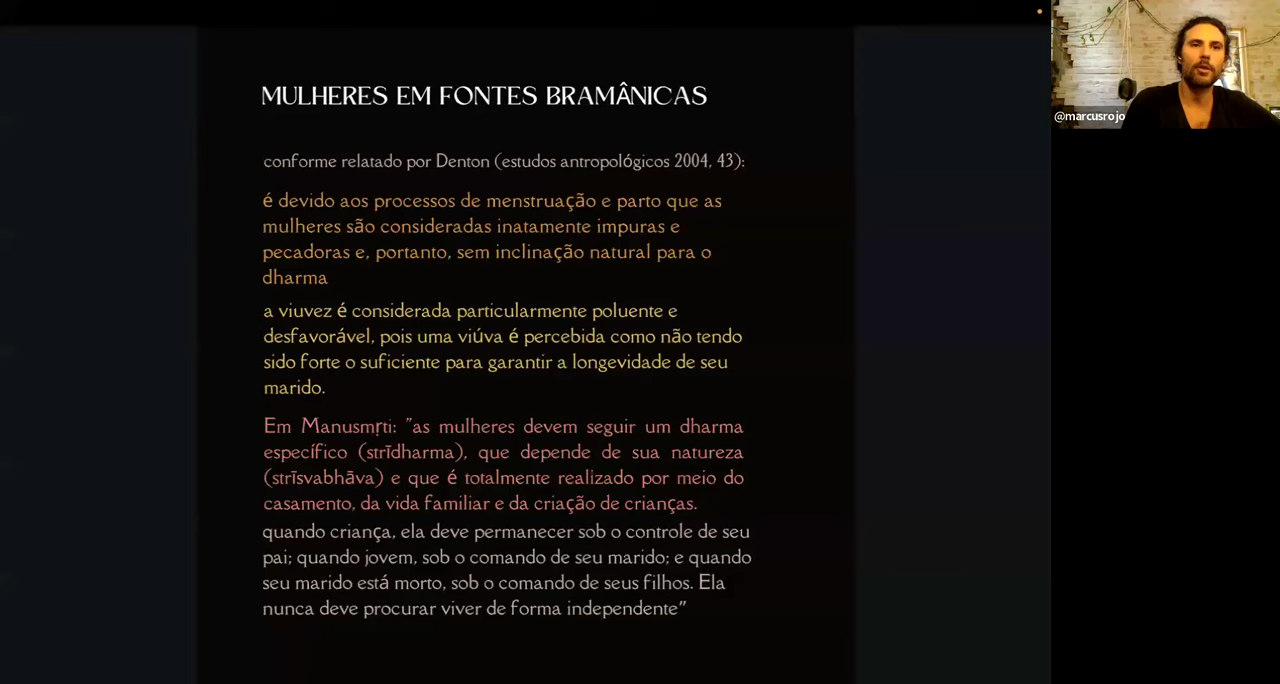 MULHERES EM FONTES BRAMÂNICAS
conforme relatado por Denton (estudos antropológicos 2004, 43):
é devido aos processos de menstruação e parto que as
mulheres são consideradas inatamente impuras e
pecadoras e, portanto, sem inclinação natural para o
dharma
a viuvez é considerada particularmente poluente e
desfavorável, pois uma viúva é percebida como não tendo
sido forte o suficiente para garantir a longevidade de seu
marido.
Em Manusmṛti: "as mulheres devem seguir um dharma
específico (strīdharma), que depende de sua natureza
(strīsvabhāva) e que é totalmente realizado por meio do
casamento, da vida familiar e da criação de crianças.
quando criança, ela deve permanecer sob o controle de seu
pai; quando jovem, sob o comando de seu marido; e quando
seu marido está morto, sob o comando de seus filhos. Ela
nunca deve procurar viver de forma independente"
@marcusrojo